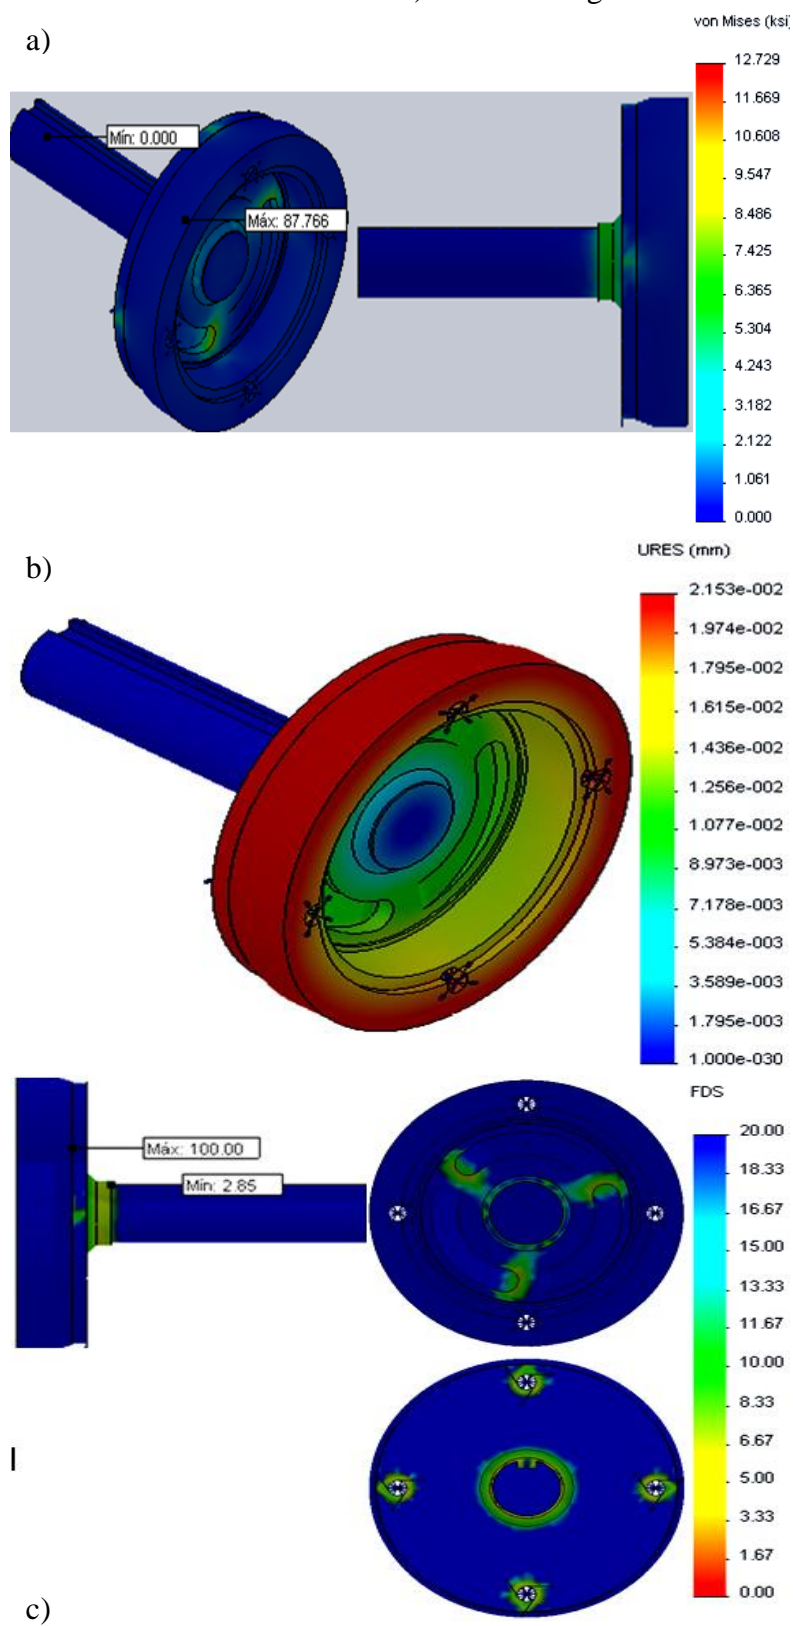 a)
von Mises (ksi)
12.729
11.669
10.608
9.547
8.486
7.425
6.365
5.304
4.243
3.182
2.122
1.061
0.000
Mín: 0.000
Máx: 87.766
b)
URES (mm)
2.153e-002
1.974e-002
1.795e-002
1.615e-002
1.436e-002
1.256e-002
1.077e-002
8.973e-003
7.178e-003
5.384e-003
3.589e-003
1.795e-003
1.000e-030
FDS
20.00
18.33
16.67
15.00
13.33
11.67
10.00
8.33
6.67
5.00
3.33
1.67
0.00
Máx: 100.00
Mín: 2.85
c)